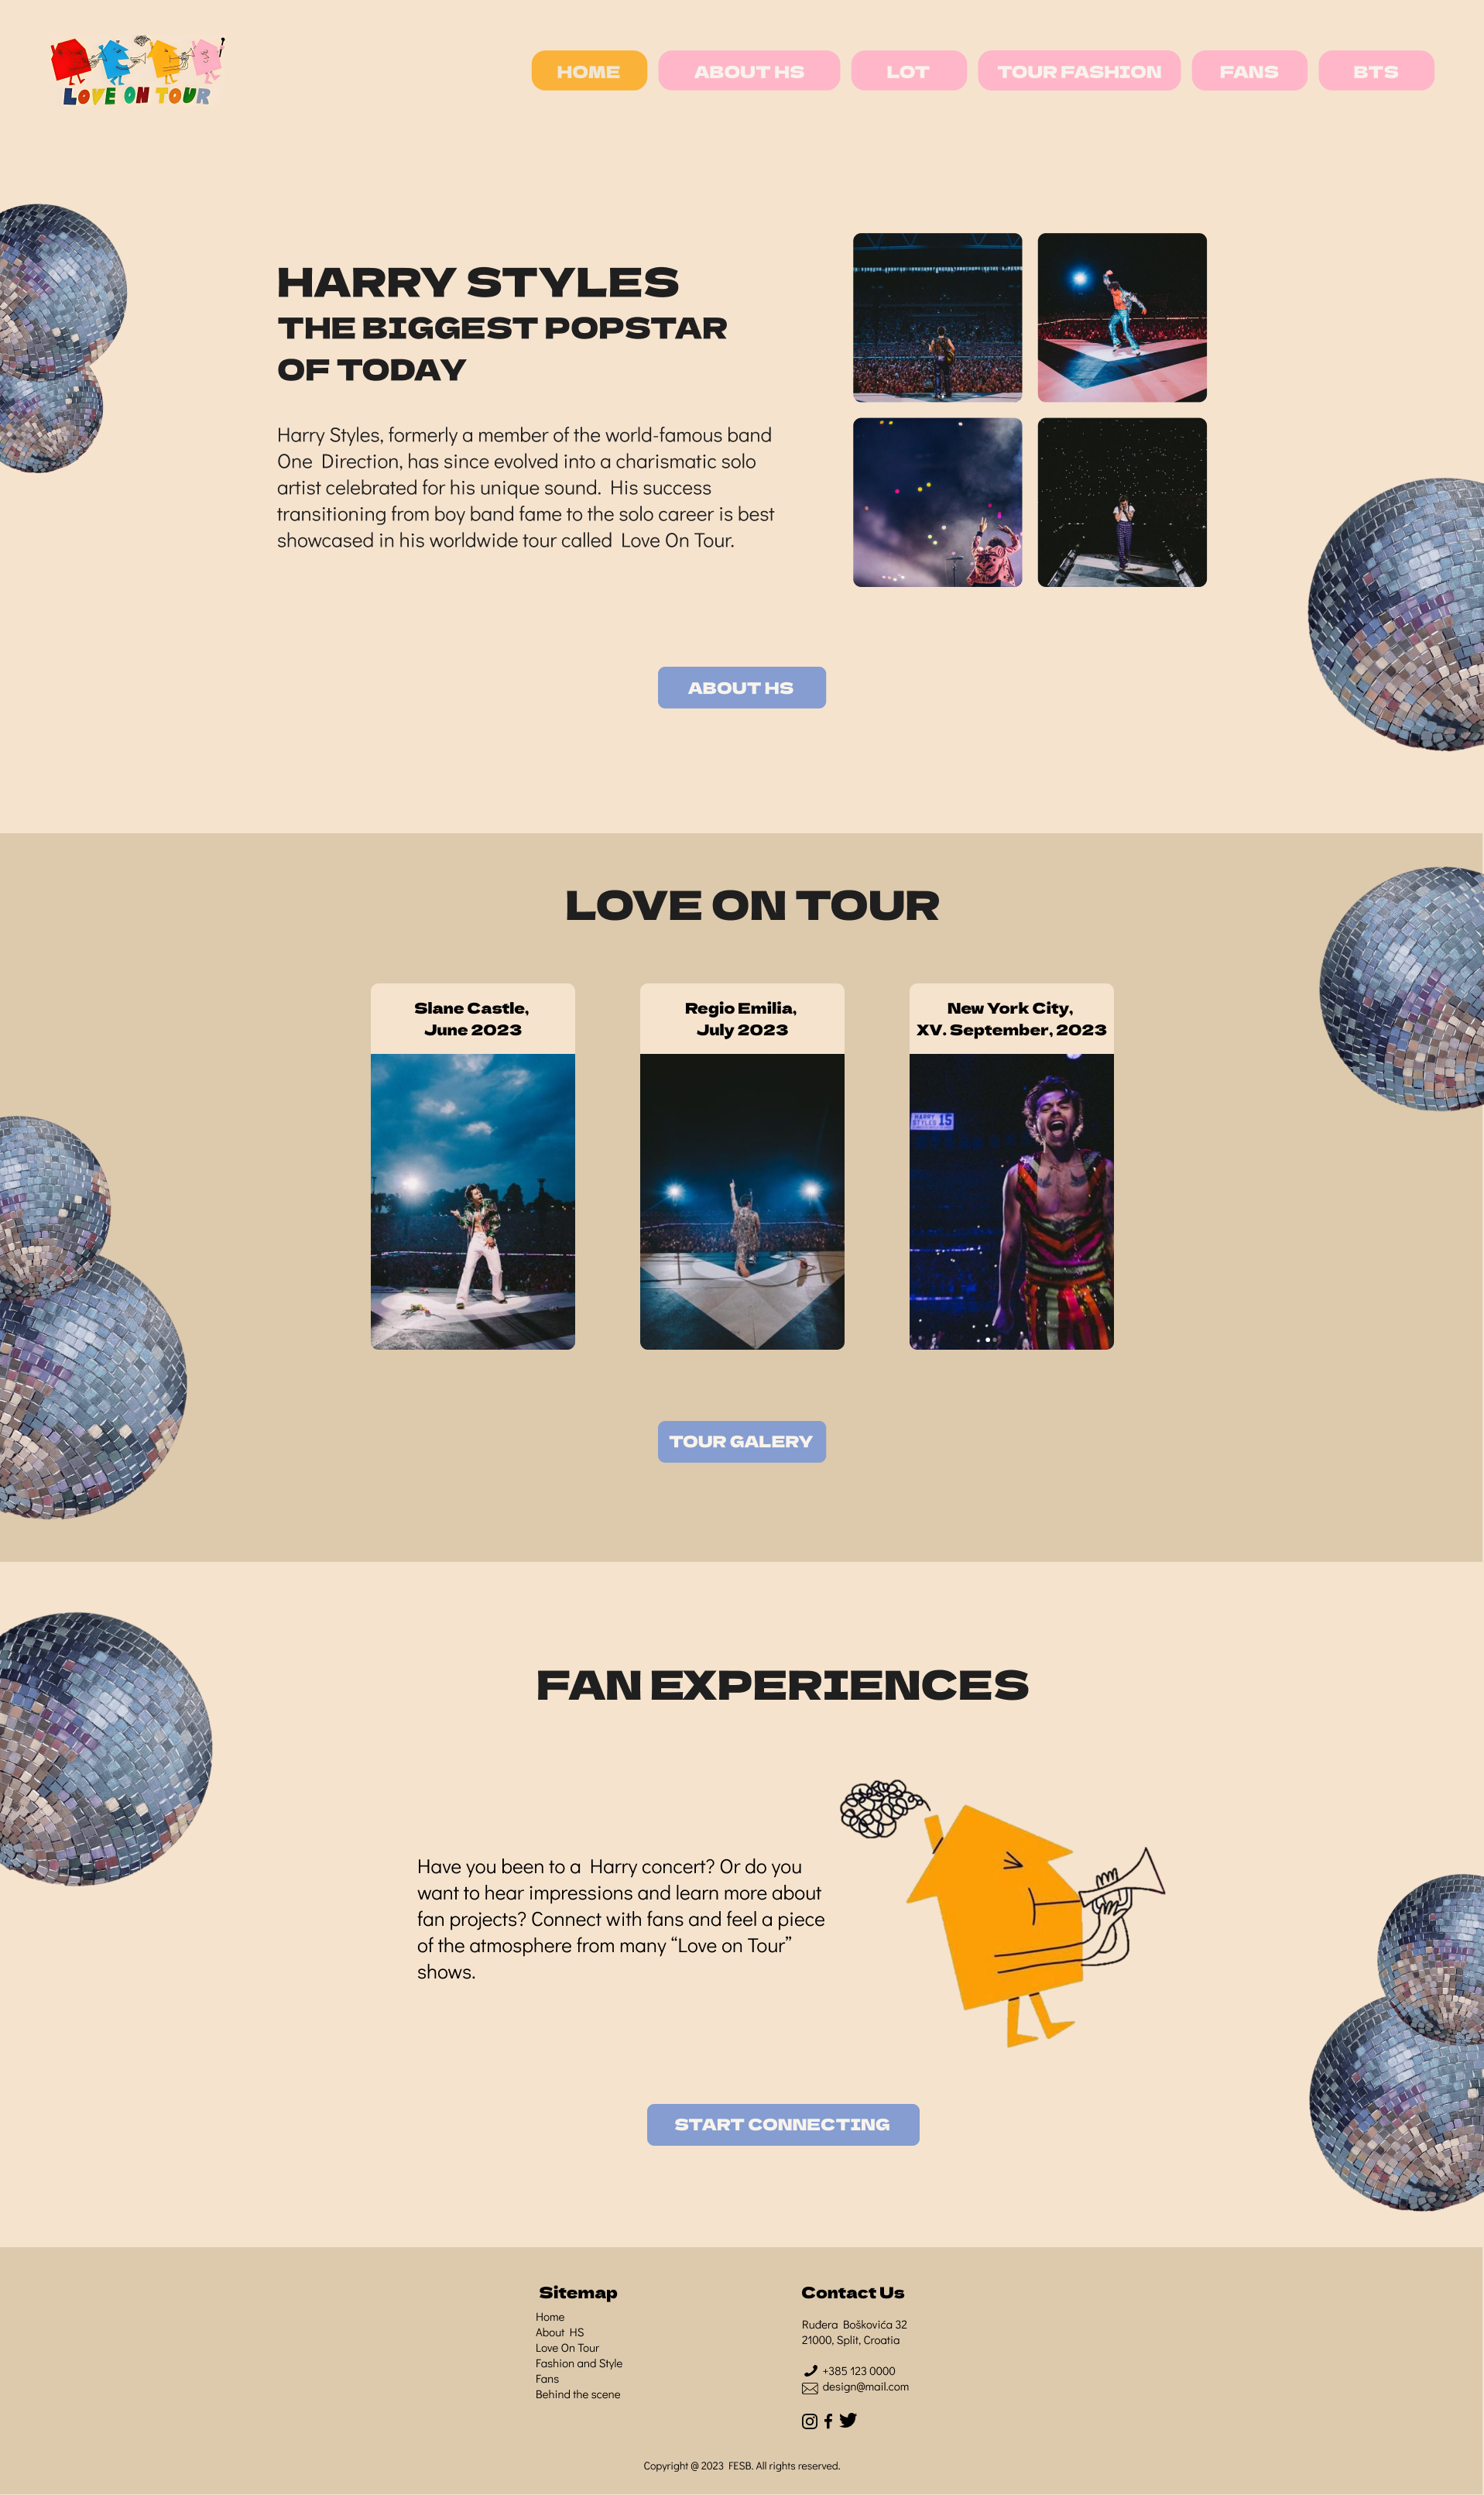 LOVE ON TOUR
HOME
ABOUT HS
LOT
TOUR FASHION
FANS
BTS
HARRY STYLES
THE BIGGEST POPSTAR
OF TODAY
Harry Styles, formerly a member of the world-famous band
One Direction, has since evolved into a charismatic solo
artist celebrated for his unique sound. His success
transitioning from boy band fame to the solo career is best
showcased in his worldwide tour called Love On Tour.
ABOUT HS
LOVE ON TOUR
Slane Castle,
June 2023
Regio Emilia,
July 2023
New York City,
XV. September, 2023
HARRY
STYLES 15
TOUR GALERY
FAN EXPERIENCES
Have you been to a Harry concert? Or do you
want to hear impressions and learn more about
fan projects? Connect with fans and feel a piece
of the atmosphere from many “Love on Tour”
shows.
START CONNECTING
Sitemap
Home
About HS
Love On Tour
Fashion and Style
Fans
Behind the scene
Contact Us
Ruđera Boškovića 32
21000, Split, Croatia
+385 123 0000
design@mail.com
Copyright @ 2023 FESB. All rights reserved.